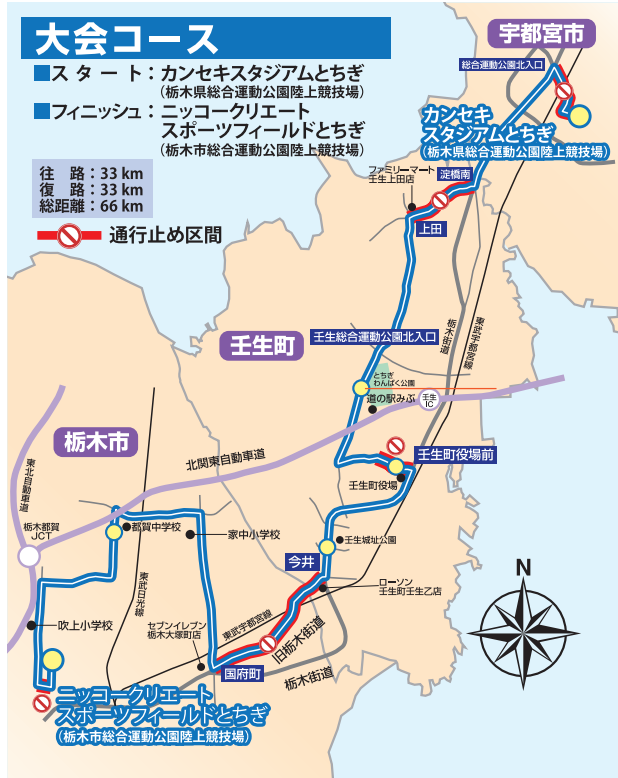 大会コース
宇都宮市
総合運動公園北入口
■スタート：カンセキスタジアムとちぎ
（栃木県総合運動公園陸上競技場）
■フィニッシュ：ニッコークリエート
スポーツフィールドとちぎ
（栃木市総合運動公園陸上競技場）
カンセキ
スタジアムとちぎ
（栃木県総合運動公園陸上競技場）
往　路：33 km
復　路：33 km
総距離：66 km
ファミリーマート
壬生上田店
淀橋南
通行止め区間
上田
壬生町
壬生総合運動公園北入口
栃木街道
東武宇都宮線
とちぎ
わんぱく公園
道の駅みぶ
壬生
IC
栃木市
北関東自動車道
東北自動車道
壬生町役場前
壬生町役場
栃木都賀
JCT
都賀中学校
家中小学校
壬生城址公園
今井
ローソン
壬生町壬生乙店
東武日光線
吹上小学校
セブンイレブン
栃木大塚町店
東武宇都宮線
旧栃木街道
国府町
栃木街道
N
ニッコークリエート
スポーツフィールドとちぎ
（栃木市総合運動公園陸上競技場）